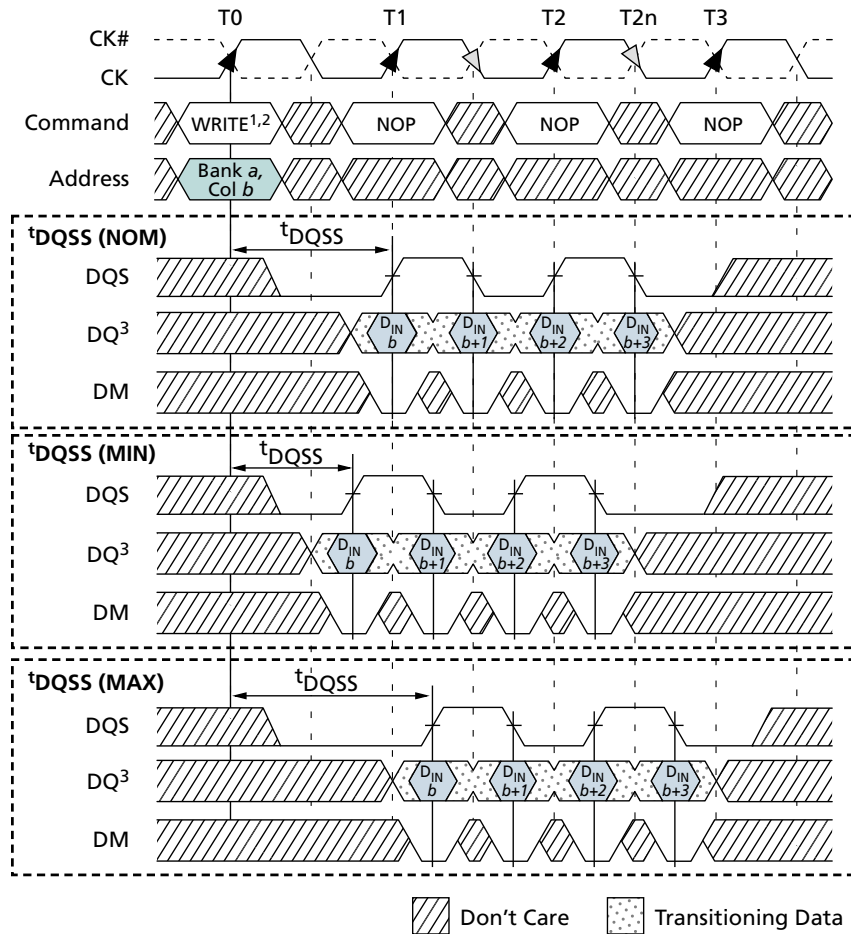 T0 T1 T2 T2n T3
CK#
CK
Command WRITE1,2 NOP NOP NOP
Address Bank a,
Col b
tDQSS (NOM) tDQSS
DQS
DQ3 DIN b DIN b+1 DIN b+2 DIN b+3
DM
tDQSS (MIN) tDQSS
DQS
DQ3 DIN b DIN b+1 DIN b+2 DIN b+3
DM
tDQSS (MAX) tDQSS
DQS
DQ3 DIN b DIN b+1 DIN b+2 DIN b+3
DM
Don't Care Transitioning Data